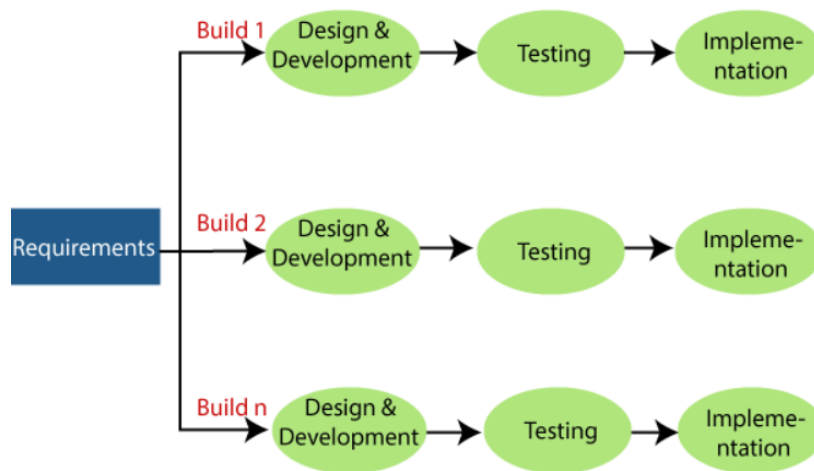 Build 1
Design &
Development
Testing
Impleme-
ntation
Requirements
Build 2
Design &
Development
Testing
Impleme-
ntation
Build n
Design &
Development
Testing
Impleme-
ntation